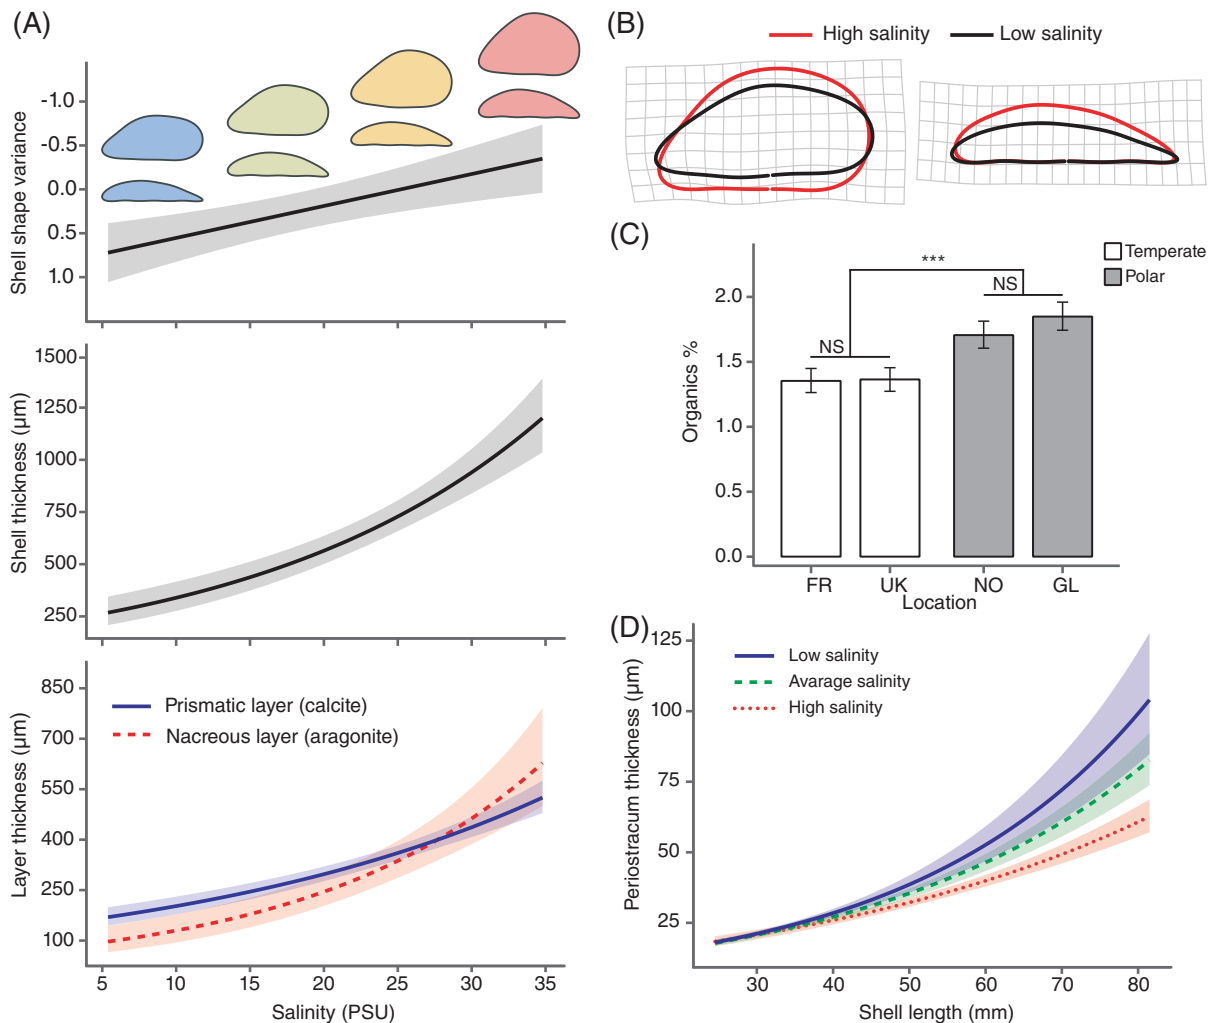 (A)
Shell shape variance
-1.0
-0.5
0.0
0.5
1.0
Shell thickness (µm)
1500
1250
1000
750
500
250
Layer thickness (µm)
850
700
550
400
250
100
Prismatic layer (calcite)
Nacreous layer (aragonite)
5 10 15 20 25 30 35
Salinity (PSU)
(B)
High salinity Low salinity
(C)
Temperate
Polar
Organics %
2.0
1.5
1.0
0.5
0.0
***
NS
NS
FR UK NO GL
Location
(D)
Periostracum thickness (µm)
125
100
75
50
25
Low salinity
Avarage salinity
High salinity
30 40 50 60 70 80
Shell length (mm)